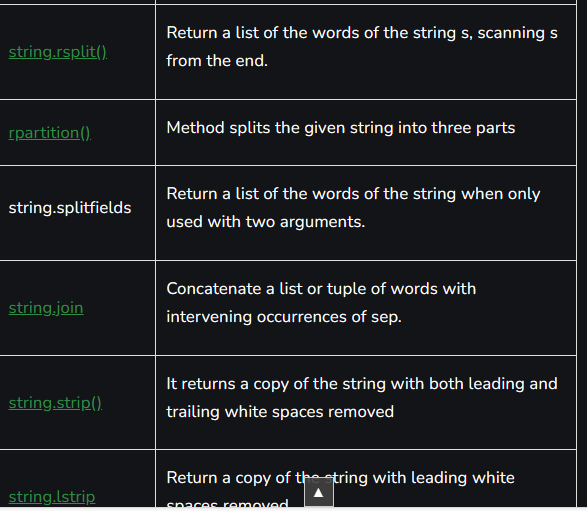 string.rsplit()
Return a list of the words of the string s, scanning s
from the end.
rpartition()
Method splits the given string into three parts
string.splitfields
Return a list of the words of the string when only
used with two arguments.
string.join
Concatenate a list or tuple of words with
intervening occurrences of sep.
string.strip()
It returns a copy of the string with both leading and
trailing white spaces removed
string.lstrip
Return a copy of the string with leading white
spaces removed